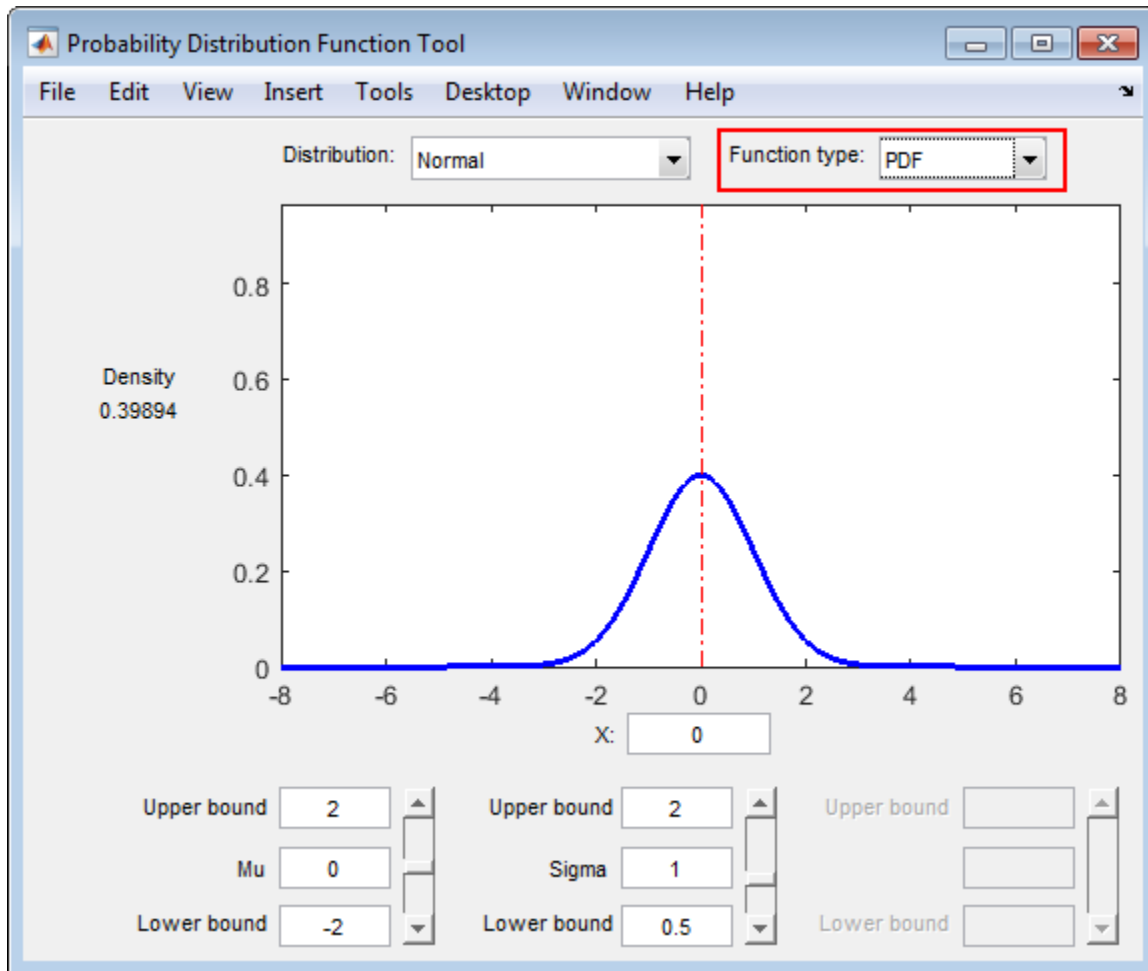 Probability Distribution Function Tool
File Edit View Insert Tools Desktop Window Help
Distribution: Normal Function type: PDF
0.8
Density
0.39894
0.6
0.4
0.2
0
-8 -6 -4 -2 0 2 4 6 8
X: 0
Upper bound 2 Upper bound 2 Upper bound
Mu 0 Sigma 1
Lower bound -2 Lower bound 0.5 Lower bound